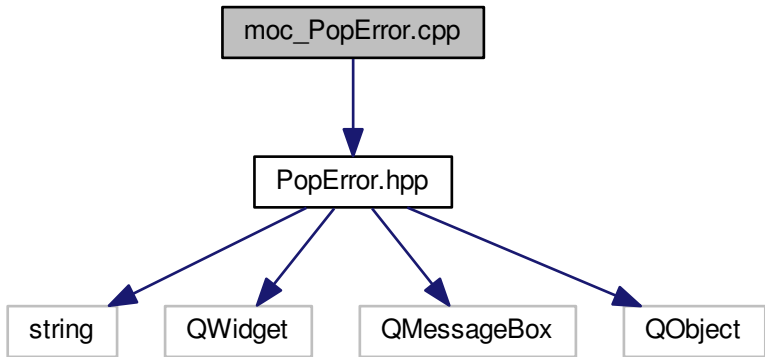 moc_PopError.cpp
PopError.hpp
string
QWidget
QMessageBox
QObject